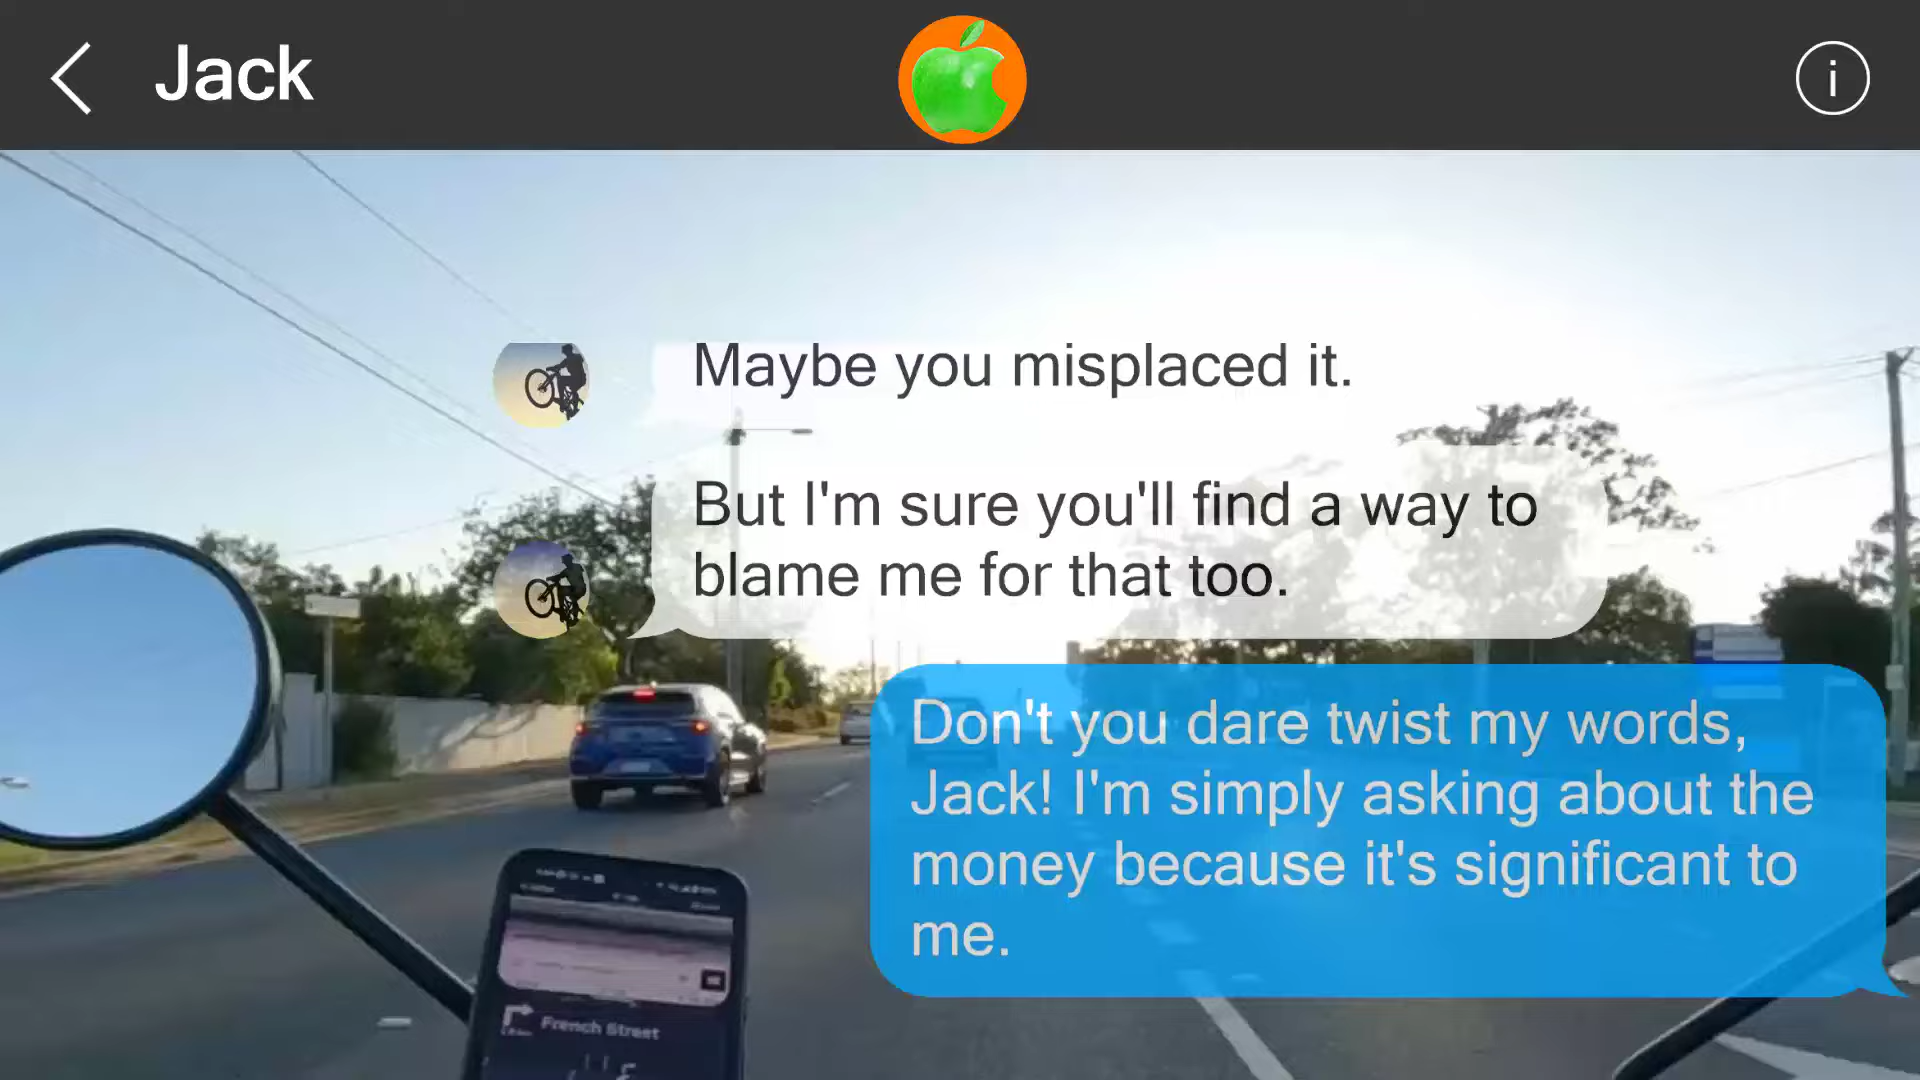 Jack
i
Maybe you misplaced it.
But I'm sure you'll find a way to
blame me for that too.
Don't you dare twist my words,
Jack! I'm simply asking about the
money because it's significant to
me.
French Street